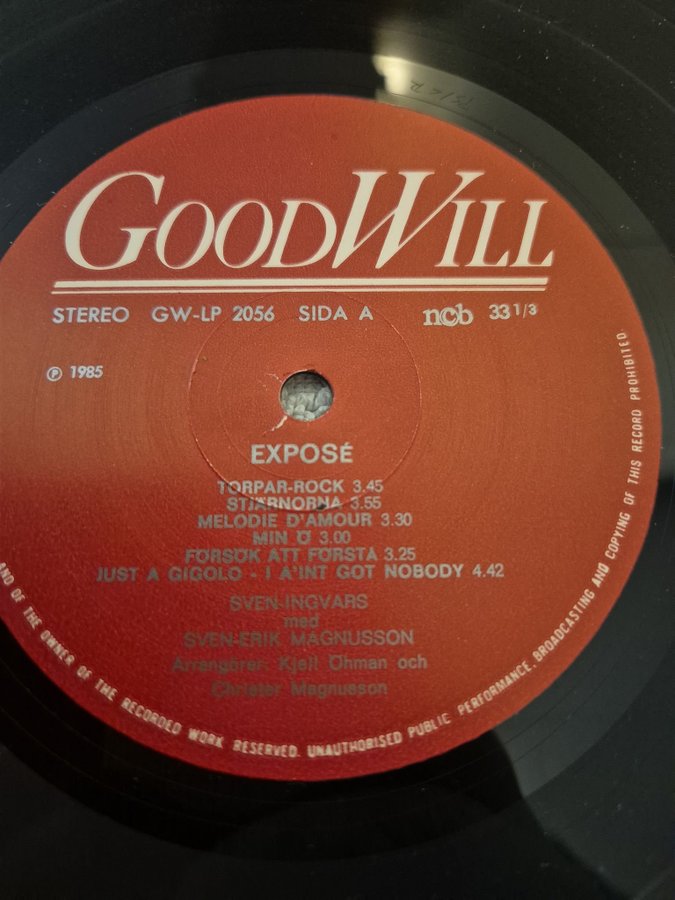 GOODWILL
STEREO GW-LP 2056 SIDA A ncb 33 1/3
℗ 1985
EXPOSÉ
TORPAR-ROCK 3.45
STJÄRNORNA 3.55
MELODIE D'AMOUR 3.30
MIN Ö 3.00
FÖRSÖK ATT FÖRSTÅ 3.25
JUST A GIGOLO - I A'INT GOT NOBODY 4.42
SVEN-INGVARS
med
SVEN-ERIK MAGNUSSON
Arrangörer: Kjell Öhman och
Christer Magnusson
AND OF THE OWNER OF THE RECORDED WORK RESERVED. UNAUTHORISED PUBLIC PERFORMANCE, BROADCASTING AND COPYING OF THIS RECORD PROHIBITED.